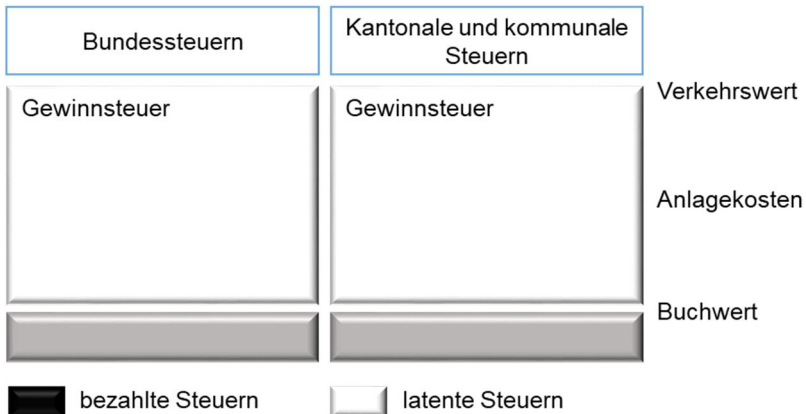 Bundessteuern
Kantonale und kommunale
Steuern
Gewinnsteuer
Gewinnsteuer
Verkehrswert
Anlagekosten
Buchwert
bezahlte Steuern
latente Steuern